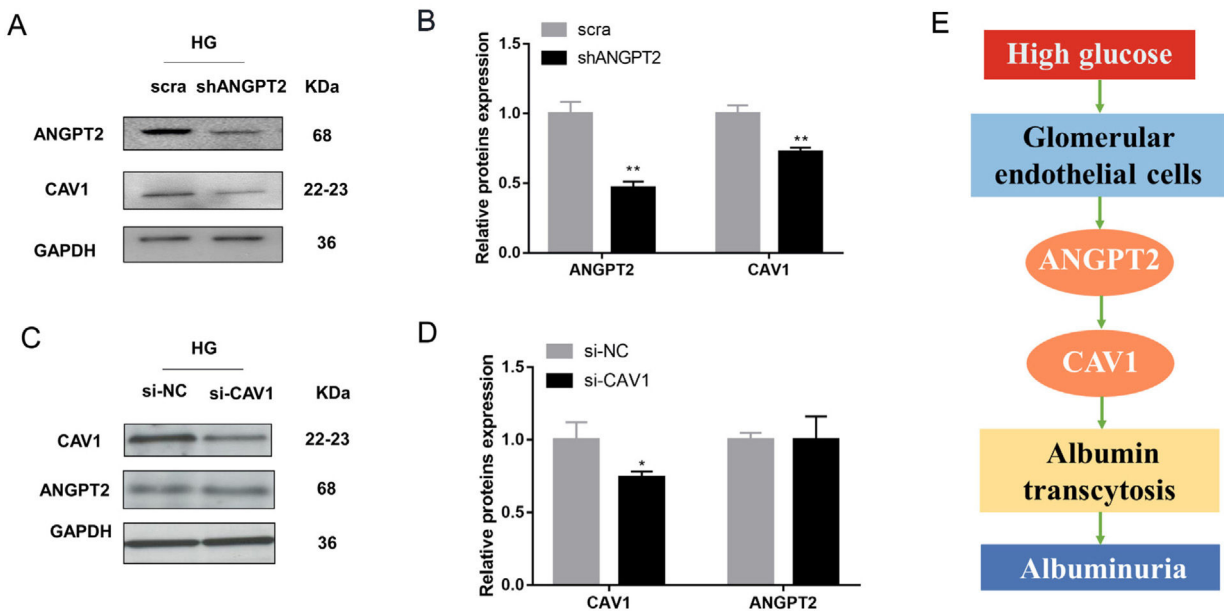 A
HG
scra shANGPT2 KDa
ANGPT2 68
CAV1 22-23
GAPDH 36
B
scra
shANGPT2
Relative proteins expression
1.5
1.0
0.5
0.0
ANGPT2 CAV1
C
HG
si-NC si-CAV1 KDa
CAV1 22-23
ANGPT2 68
GAPDH 36
D
si-NC
si-CAV1
Relative proteins expression
1.5
1.0
0.5
0.0
** **
*
CAV1 ANGPT2
E
High glucose
Glomerular
endothelial cells
ANGPT2
CAV1
Albumin
transcytosis
Albuminuria